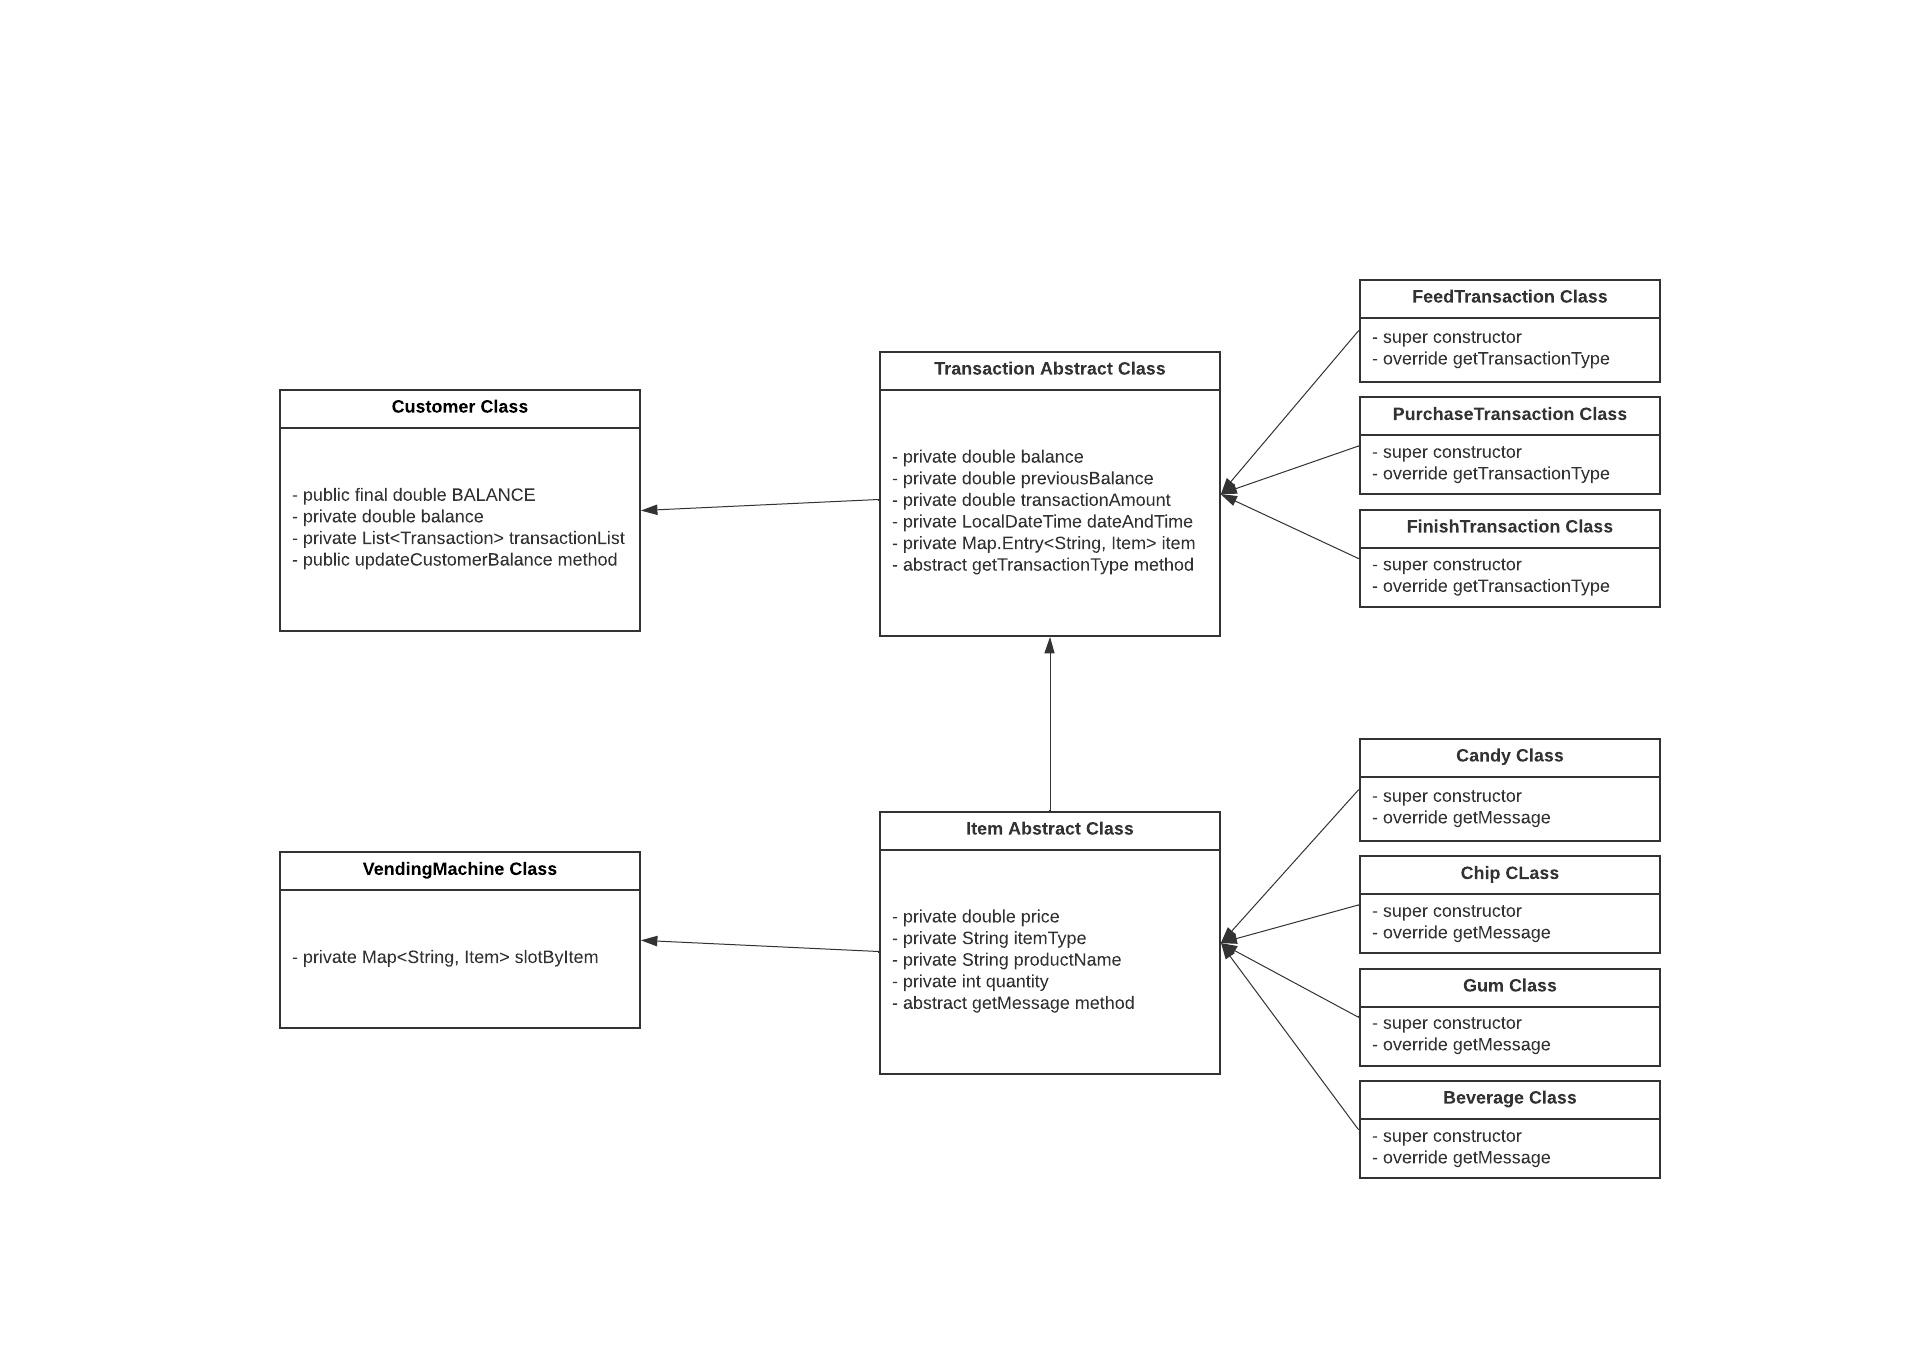 Customer Class
- public final double BALANCE
- private double balance
- private List<Transaction> transactionList
- public updateCustomerBalance method
Transaction Abstract Class
- private double balance
- private double previousBalance
- private double transactionAmount
- private LocalDateTime dateAndTime
- private Map.Entry<String, Item> item
- abstract getTransactionType method
FeedTransaction Class
- super constructor
- override getTransactionType
PurchaseTransaction Class
- super constructor
- override getTransactionType
FinishTransaction Class
- super constructor
- override getTransactionType
VendingMachine Class
- private Map<String, Item> slotByItem
Item Abstract Class
- private double price
- private String itemType
- private String productName
- private int quantity
- abstract getMessage method
Candy Class
- super constructor
- override getMessage
Chip CLass
- super constructor
- override getMessage
Gum Class
- super constructor
- override getMessage
Beverage Class
- super constructor
- override getMessage